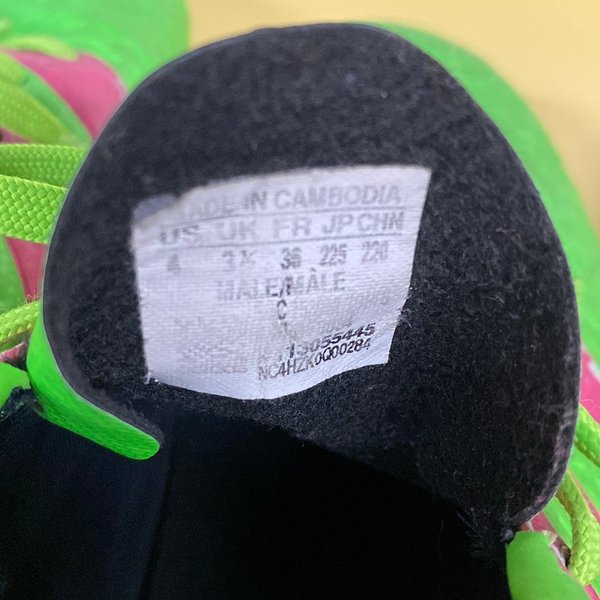 MADE IN CAMBODIA
US UK FR JP CHN
4 3½ 36 225 220
MALE/MÂLE
C
NC4HZK0Q00284